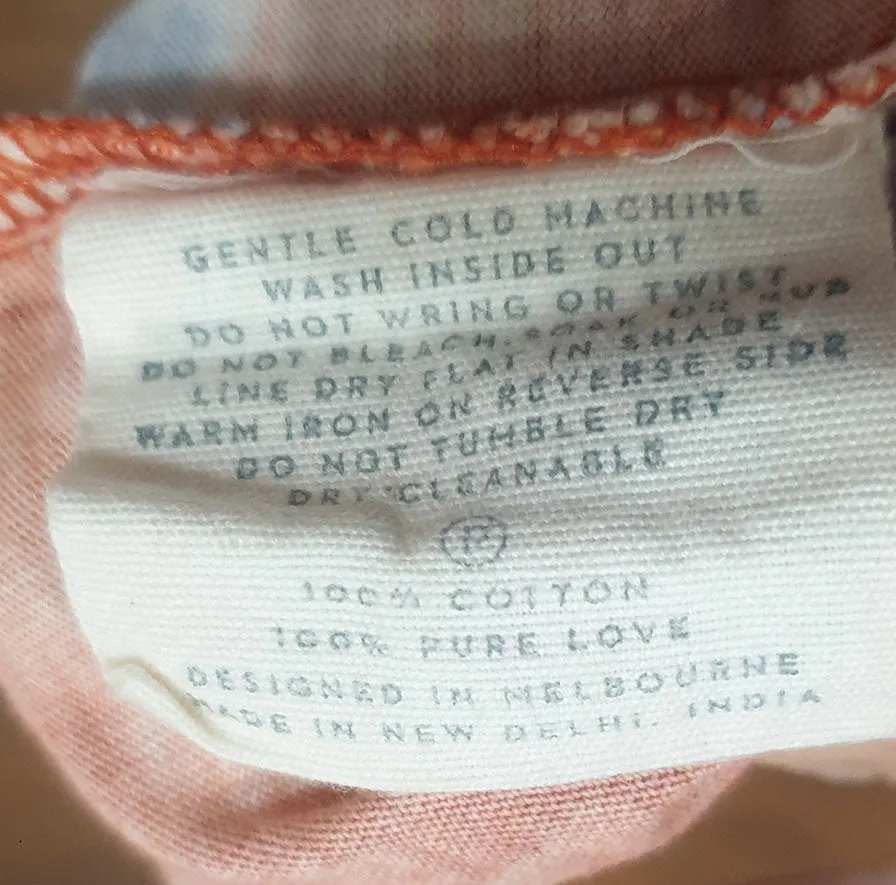 GENTLE COLD MACHINE
WASH INSIDE OUT
DO NOT WRING OR TWIST
DO NOT BLEACH, SOAK OR RUB
LINE DRY FLAT IN SHADE
WARM IRON ON REVERSE SIDE
DO NOT TUMBLE DRY
DRY CLEANABLE
P
100% COTTON
100% PURE LOVE
DESIGNED IN MELBOURNE
MADE IN NEW DELHI, INDIA